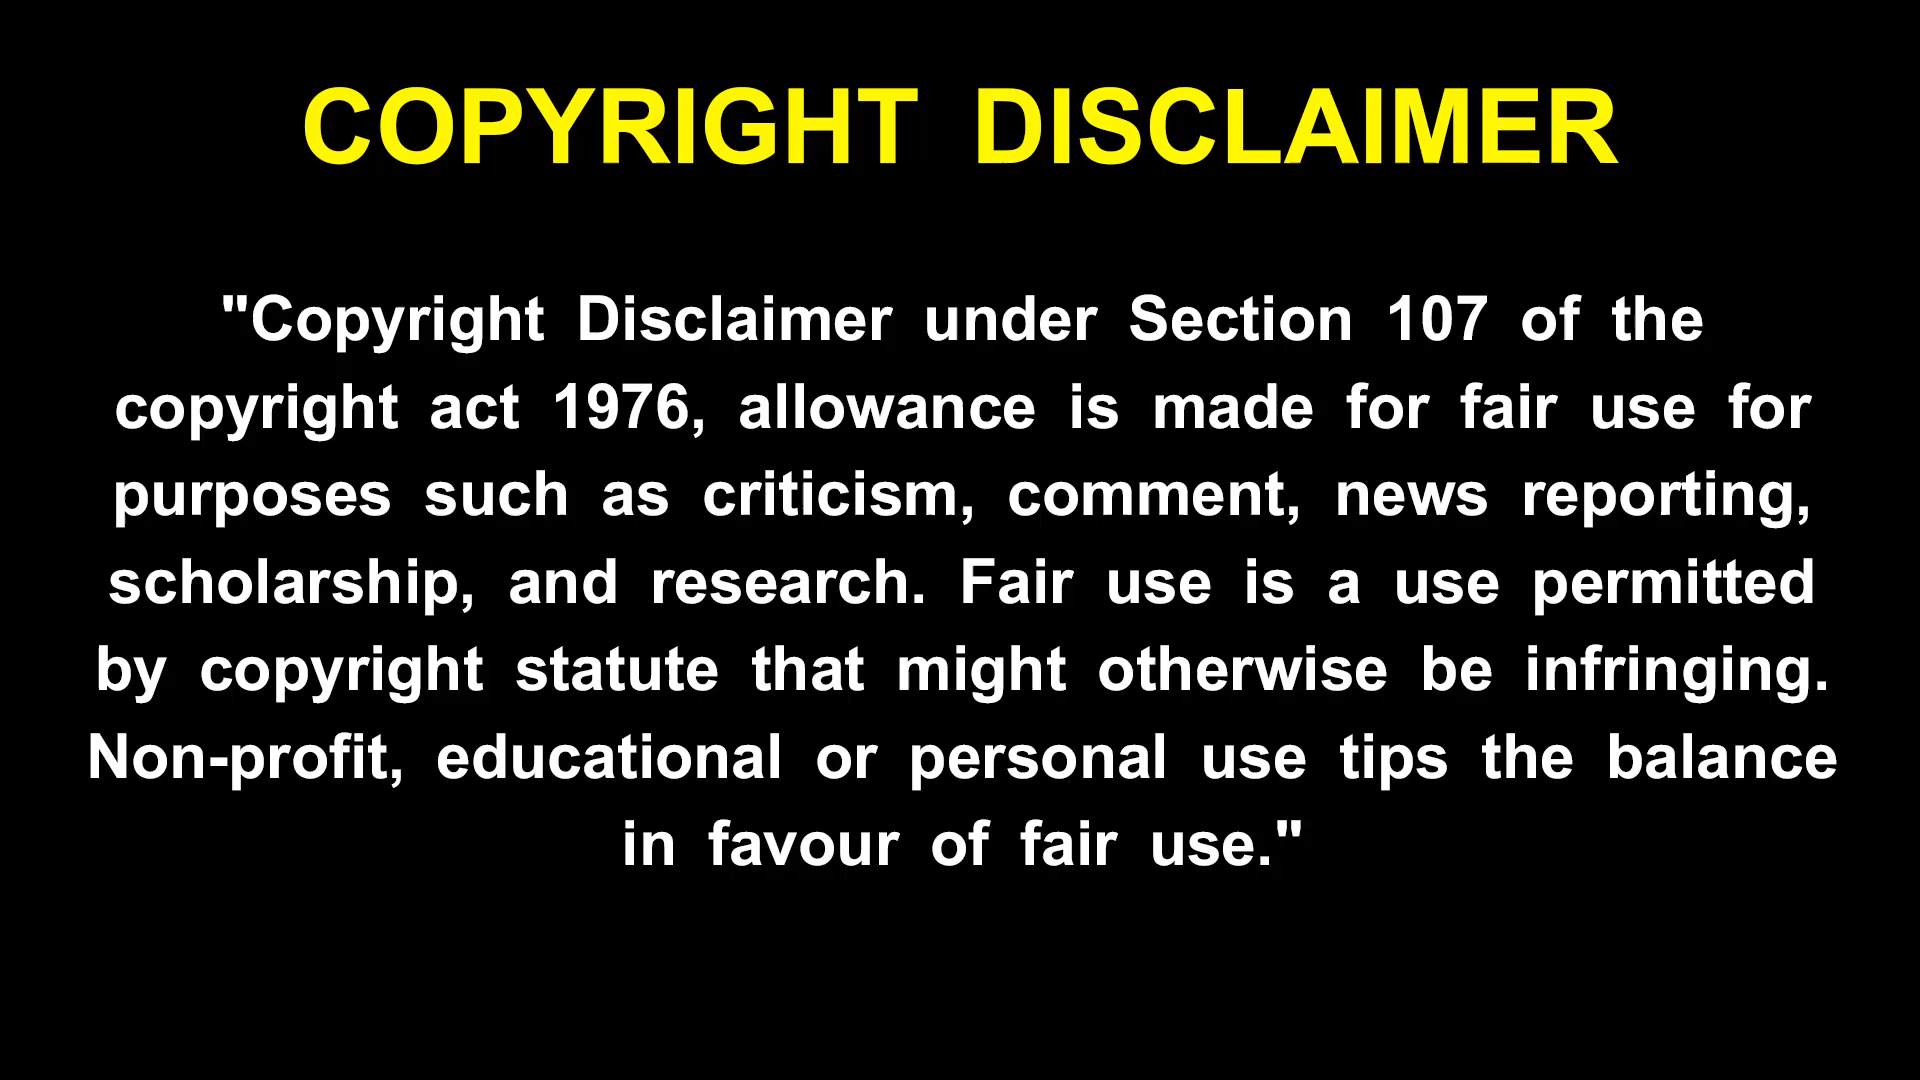 COPYRIGHT DISCLAIMER
"Copyright Disclaimer under Section 107 of the
copyright act 1976, allowance is made for fair use for
purposes such as criticism, comment, news reporting,
scholarship, and research. Fair use is a use permitted
by copyright statute that might otherwise be infringing.
Non-profit, educational or personal use tips the balance
in favour of fair use."